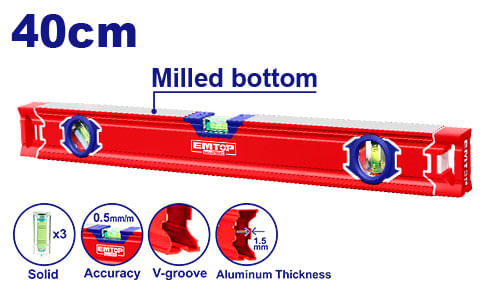 40cm
Milled bottom
EMTOP
EMTOP
x3
0.5mm/m
1.5
mm
Solid
Accuracy
V-groove
Aluminum Thickness